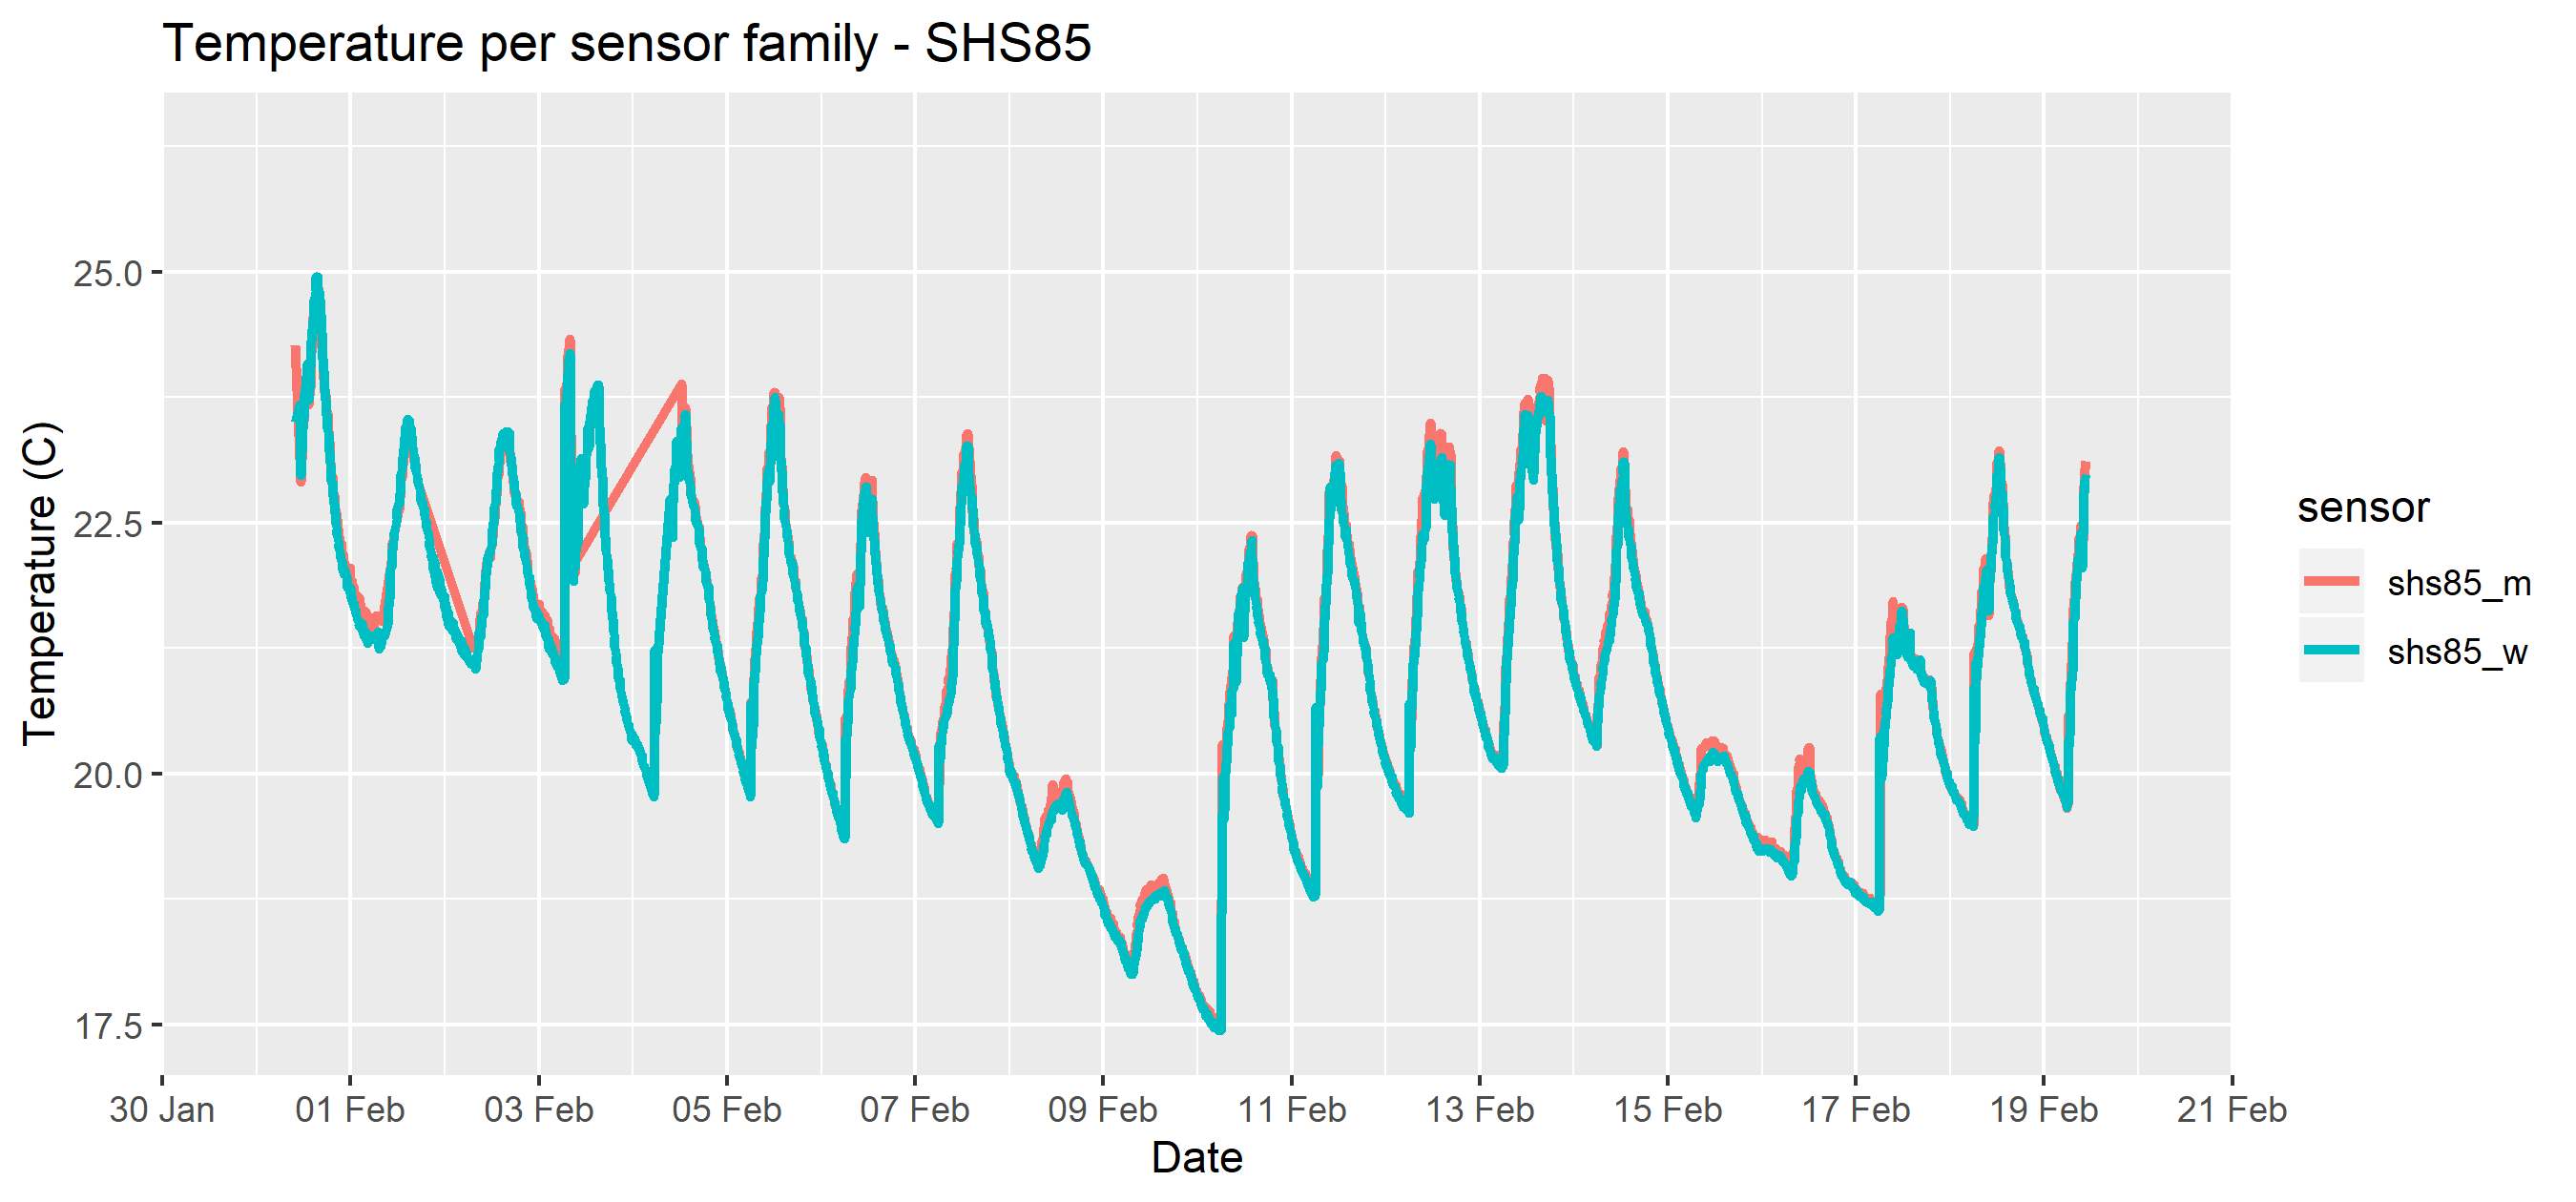 Temperature per sensor family - SHS85
Temperature (C)
25.0
22.5
20.0
17.5
30 Jan
01 Feb
03 Feb
05 Feb
07 Feb
09 Feb
11 Feb
13 Feb
15 Feb
17 Feb
19 Feb
21 Feb
Date
sensor
shs85_m
shs85_w